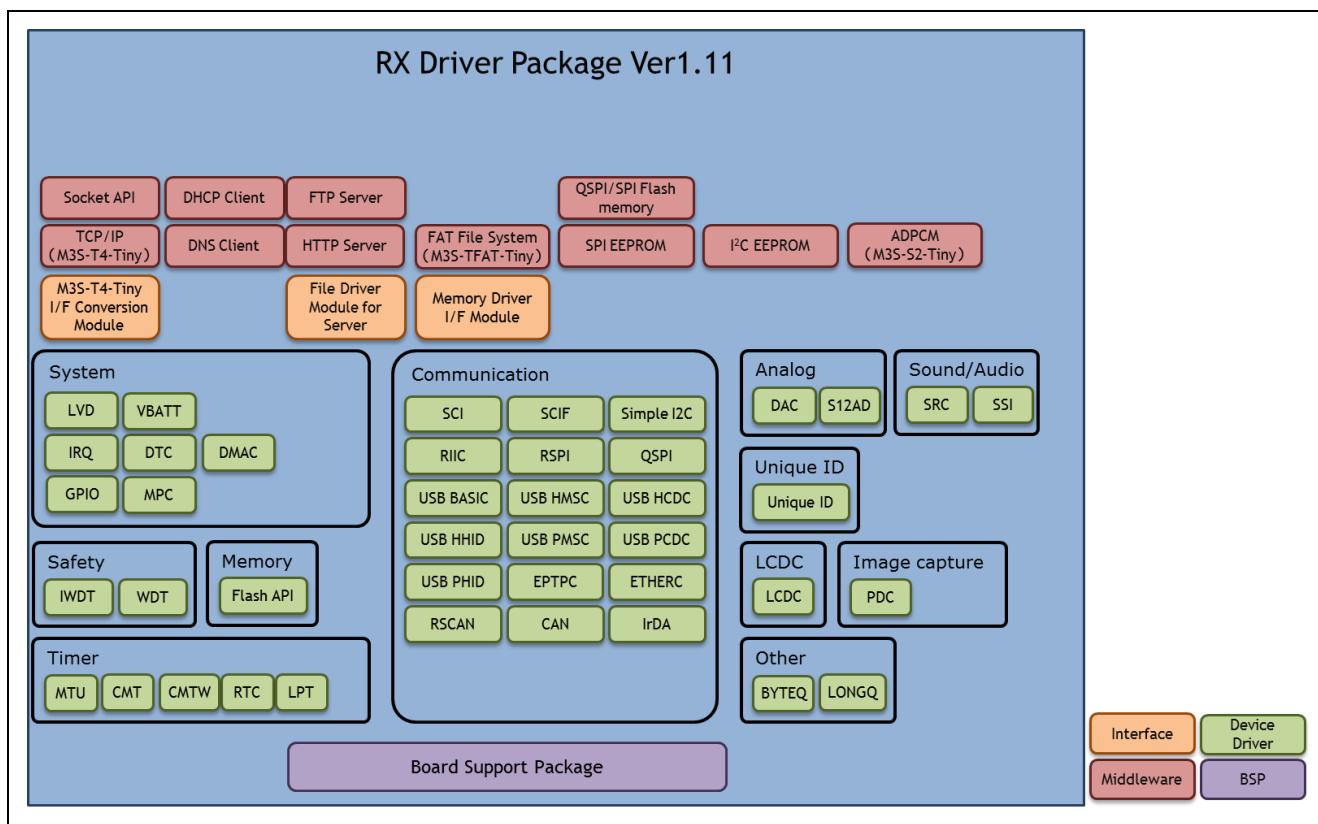 RX Driver Package Ver1.11
Socket API
DHCP Client
FTP Server
QSPI/SPI Flash
memory
TCP/IP
(M3S-T4-Tiny)
DNS Client
HTTP Server
FAT File System
(M3S-TFAT-Tiny)
SPI EEPROM
I²C EEPROM
ADPCM
(M3S-S2-Tiny)
M3S-T4-Tiny
I/F Conversion
Module
File Driver
Module for
Server
Memory Driver
I/F Module
System
LVD
VBATT
IRQ
DTC
DMAC
GPIO
MPC
Safety
IWDT
WDT
Memory
Flash API
Timer
MTU
CMT
CMTW
RTC
LPT
Communication
SCI
SCIF
Simple I2C
RIIC
RSPI
QSPI
USB BASIC
USB HMSC
USB HCDC
USB HHID
USB PMSC
USB PCDC
USB PHID
EPTPC
ETHERC
RSCAN
CAN
IrDA
Analog
DAC
S12AD
Sound/Audio
SRC
SSI
Unique ID
Unique ID
LCDC
LCDC
Image capture
PDC
Other
BYTEQ
LONGQ
Board Support Package
Interface
Device
Driver
Middleware
BSP